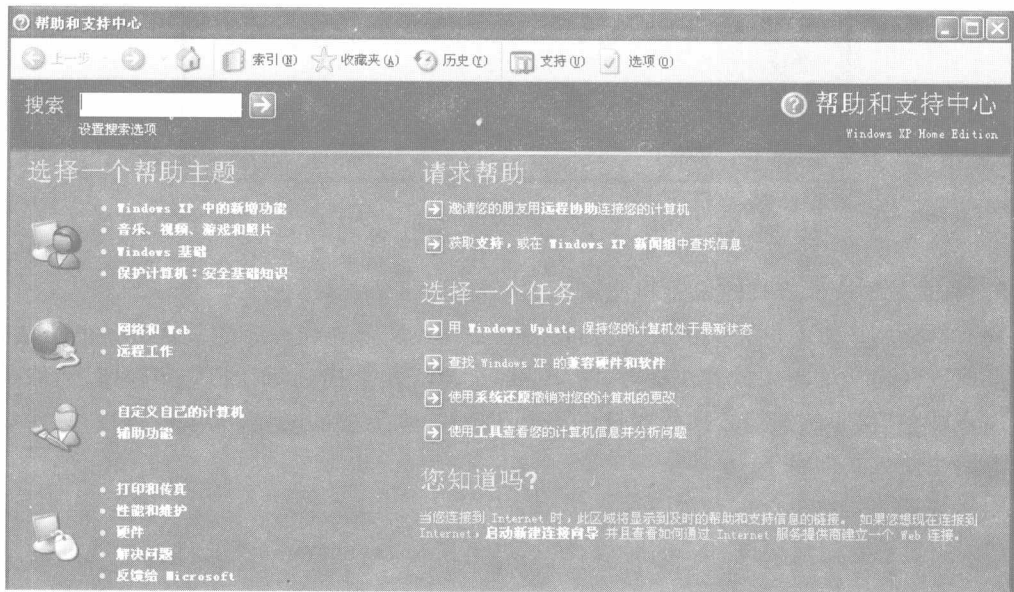 帮助和支持中心
上一步 索引(N) 收藏夹(A) 历史(Y) 支持(U) 选项(O)
搜索
设置搜索选项
帮助和支持中心
Windows XP Home Edition
选择一个帮助主题
Windows XP 中的新增功能
音乐、视频、游戏和照片
Windows 基础
保护计算机：安全基础知识
网络和 Web
远程工作
自定义自己的计算机
辅助功能
打印和传真
性能和维护
硬件
解决问题
反馈给 Microsoft
请求帮助
邀请您的朋友用远程协助连接您的计算机
获取支持，或在 Windows XP 新闻组中查找信息
选择一个任务
用 Windows Update 保持您的计算机处于最新状态
查找 Windows XP 的兼容硬件和软件
使用系统还原撤销对您的计算机的更改
使用工具查看您的计算机信息并分析问题
您知道吗?
当您连接到 Internet 时，此区域将显示到及时的帮助和支持信息的链接。 如果您想现在连接到
Internet，启动新建连接向导 并且查看如何通过 Internet 服务提供商建立一个 Web 连接。